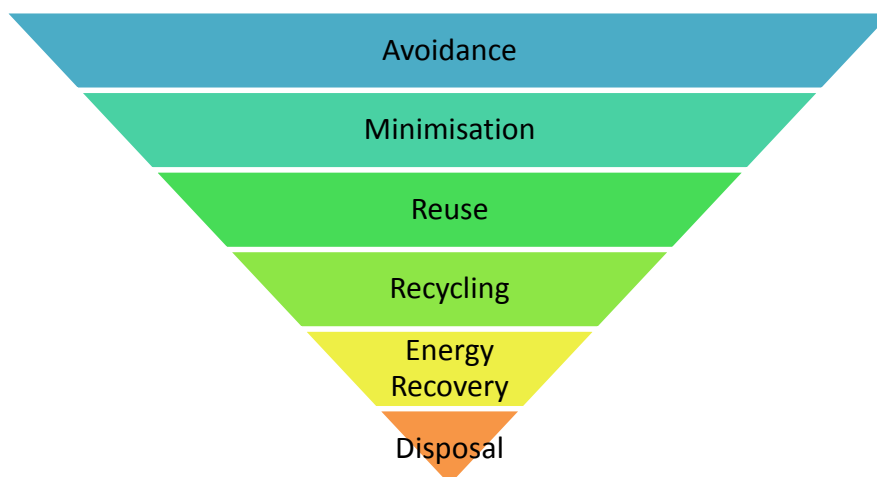 Avoidance
Minimisation
Reuse
Recycling
Energy
Recovery
Disposal